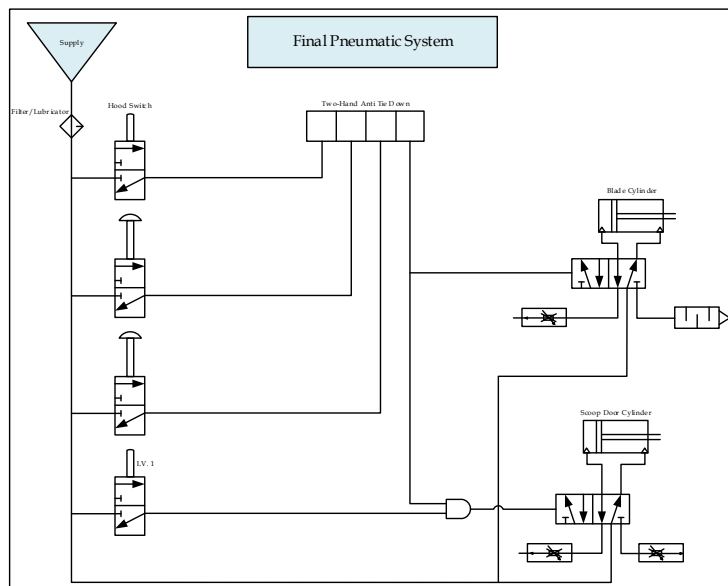 Final Pneumatic System
Supply
Filter/Lubricator
Hood Switch
Two-Hand Anti Tie Down
Blade Cylinder
Scoop Door Cylinder
LV. 1